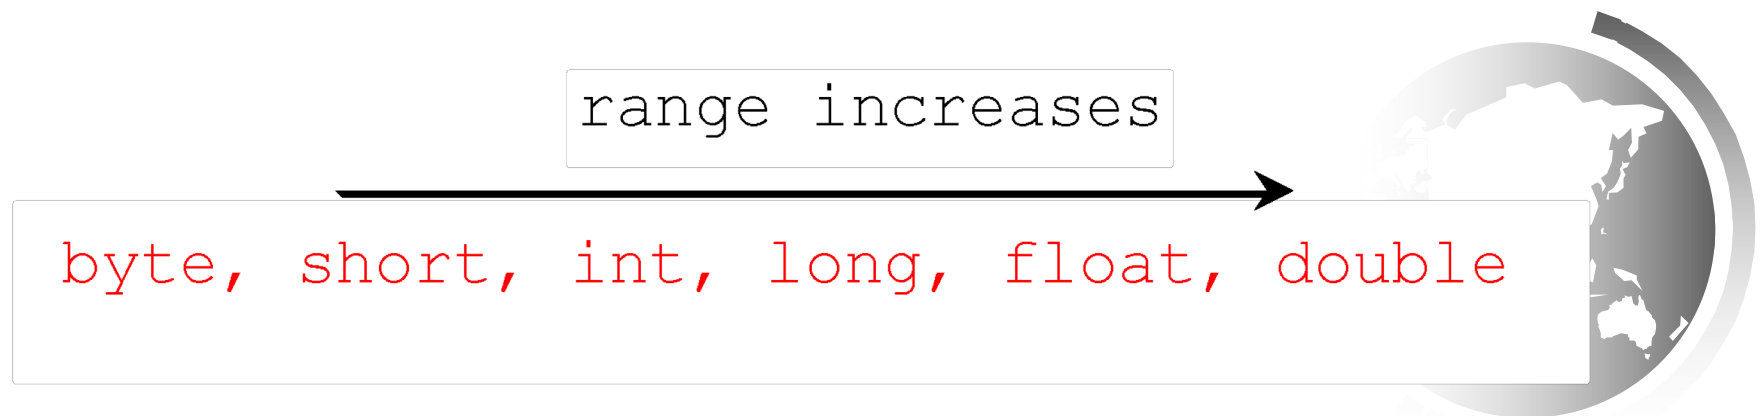 range increases
byte, short, int, long, float, double